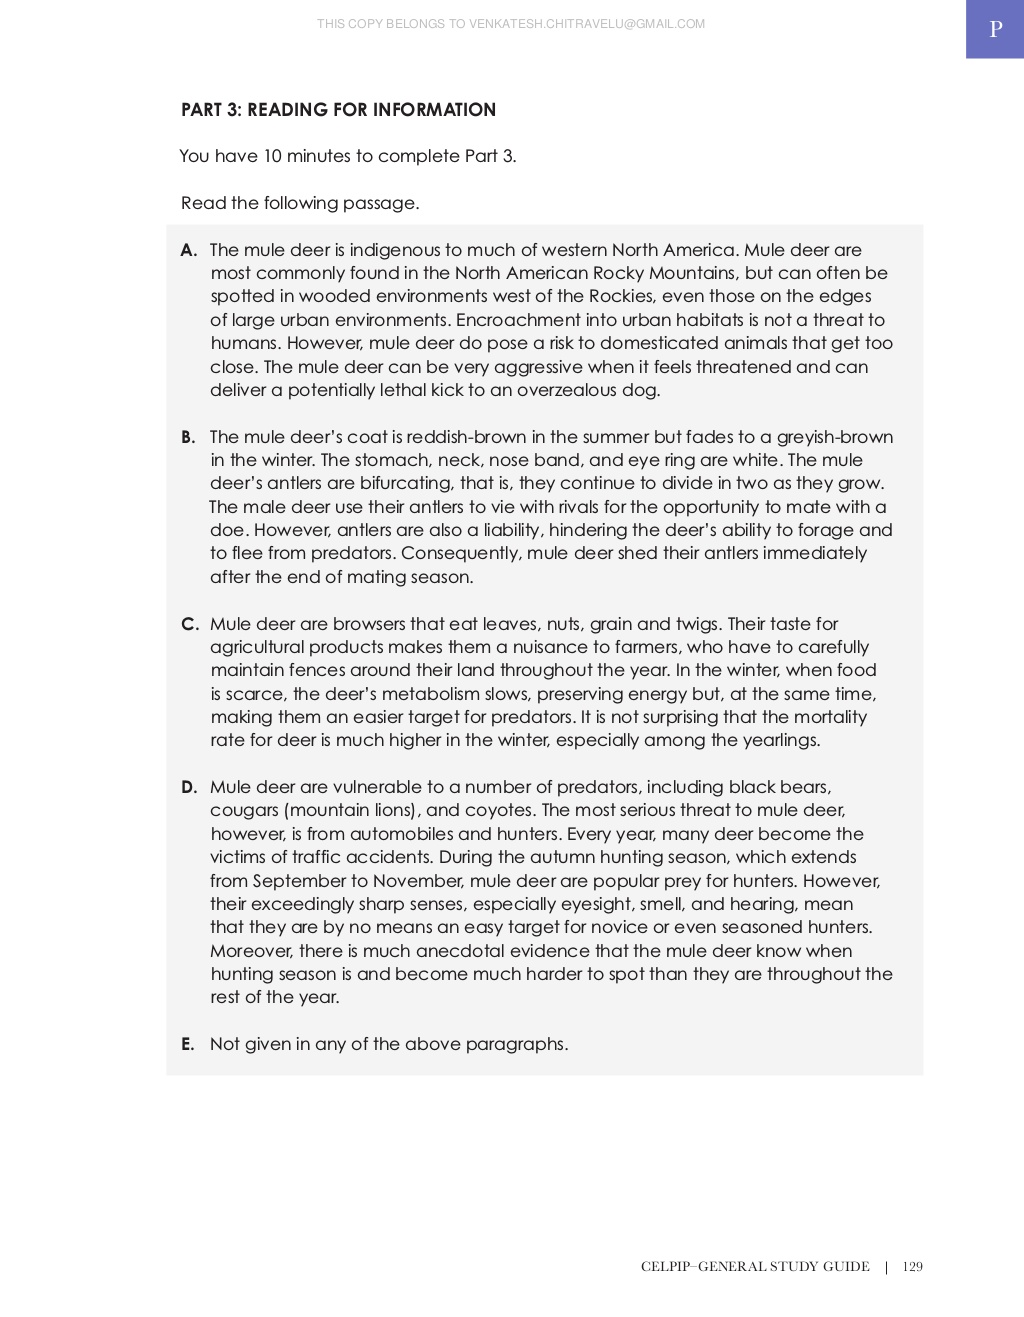 THIS COPY BELONGS TO VENKATESH.CHITRAVELU@GMAIL.COM
P
PART 3: READING FOR INFORMATION
You have 10 minutes to complete Part 3.
Read the following passage.
A. The mule deer is indigenous to much of western North America. Mule deer are
most commonly found in the North American Rocky Mountains, but can often be
spotted in wooded environments west of the Rockies, even those on the edges
of large urban environments. Encroachment into urban habitats is not a threat to
humans. However, mule deer do pose a risk to domesticated animals that get too
close. The mule deer can be very aggressive when it feels threatened and can
deliver a potentially lethal kick to an overzealous dog.
B. The mule deer’s coat is reddish-brown in the summer but fades to a greyish-brown
in the winter. The stomach, neck, nose band, and eye ring are white. The mule
deer’s antlers are bifurcating, that is, they continue to divide in two as they grow.
The male deer use their antlers to vie with rivals for the opportunity to mate with a
doe. However, antlers are also a liability, hindering the deer’s ability to forage and
to flee from predators. Consequently, mule deer shed their antlers immediately
after the end of mating season.
C. Mule deer are browsers that eat leaves, nuts, grain and twigs. Their taste for
agricultural products makes them a nuisance to farmers, who have to carefully
maintain fences around their land throughout the year. In the winter, when food
is scarce, the deer’s metabolism slows, preserving energy but, at the same time,
making them an easier target for predators. It is not surprising that the mortality
rate for deer is much higher in the winter, especially among the yearlings.
D. Mule deer are vulnerable to a number of predators, including black bears,
cougars (mountain lions), and coyotes. The most serious threat to mule deer,
however, is from automobiles and hunters. Every year, many deer become the
victims of traffic accidents. During the autumn hunting season, which extends
from September to November, mule deer are popular prey for hunters. However,
their exceedingly sharp senses, especially eyesight, smell, and hearing, mean
that they are by no means an easy target for novice or even seasoned hunters.
Moreover, there is much anecdotal evidence that the mule deer know when
hunting season is and become much harder to spot than they are throughout the
rest of the year.
E. Not given in any of the above paragraphs.
CELPIP–GENERAL STUDY GUIDE | 129